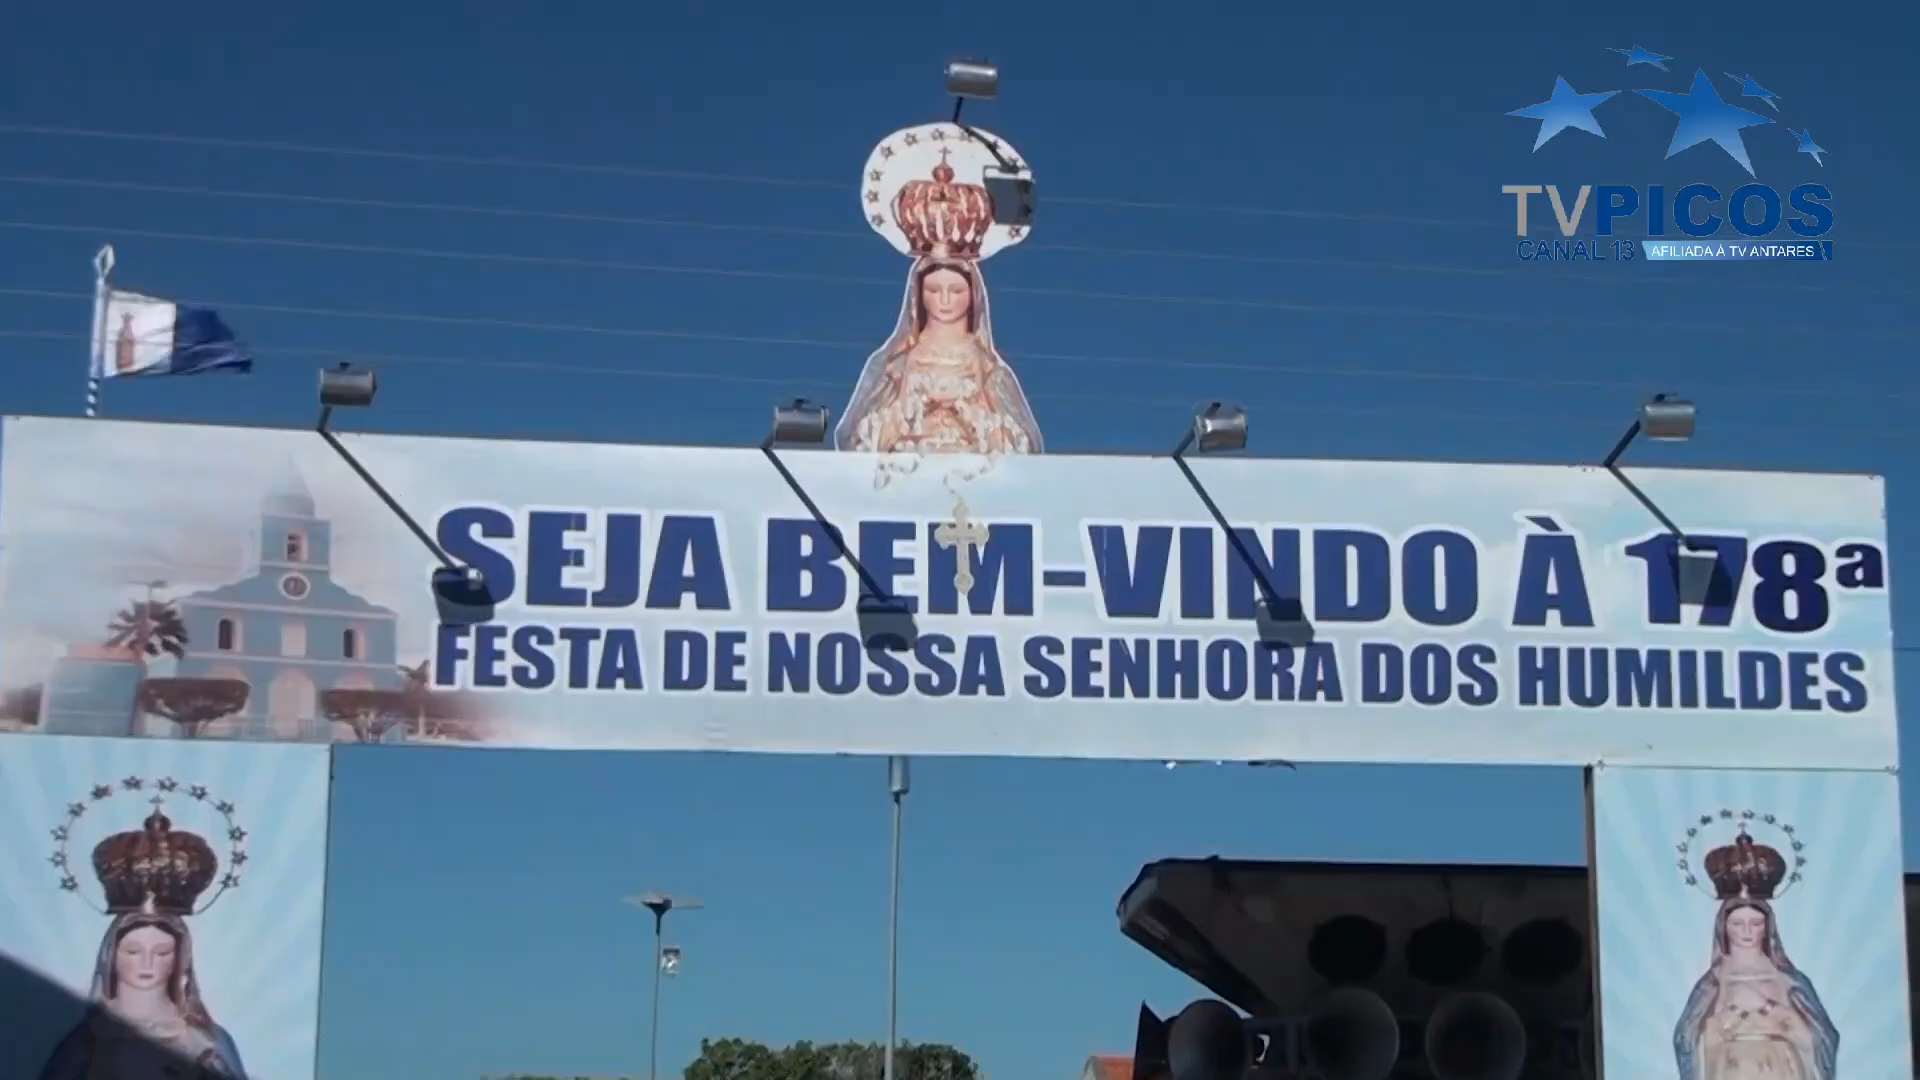 TVPICOS
CANAL 13 AFILIADA À TV ANTARES
SEJA BEM-VINDO À 178ª
FESTA DE NOSSA SENHORA DOS HUMILDES